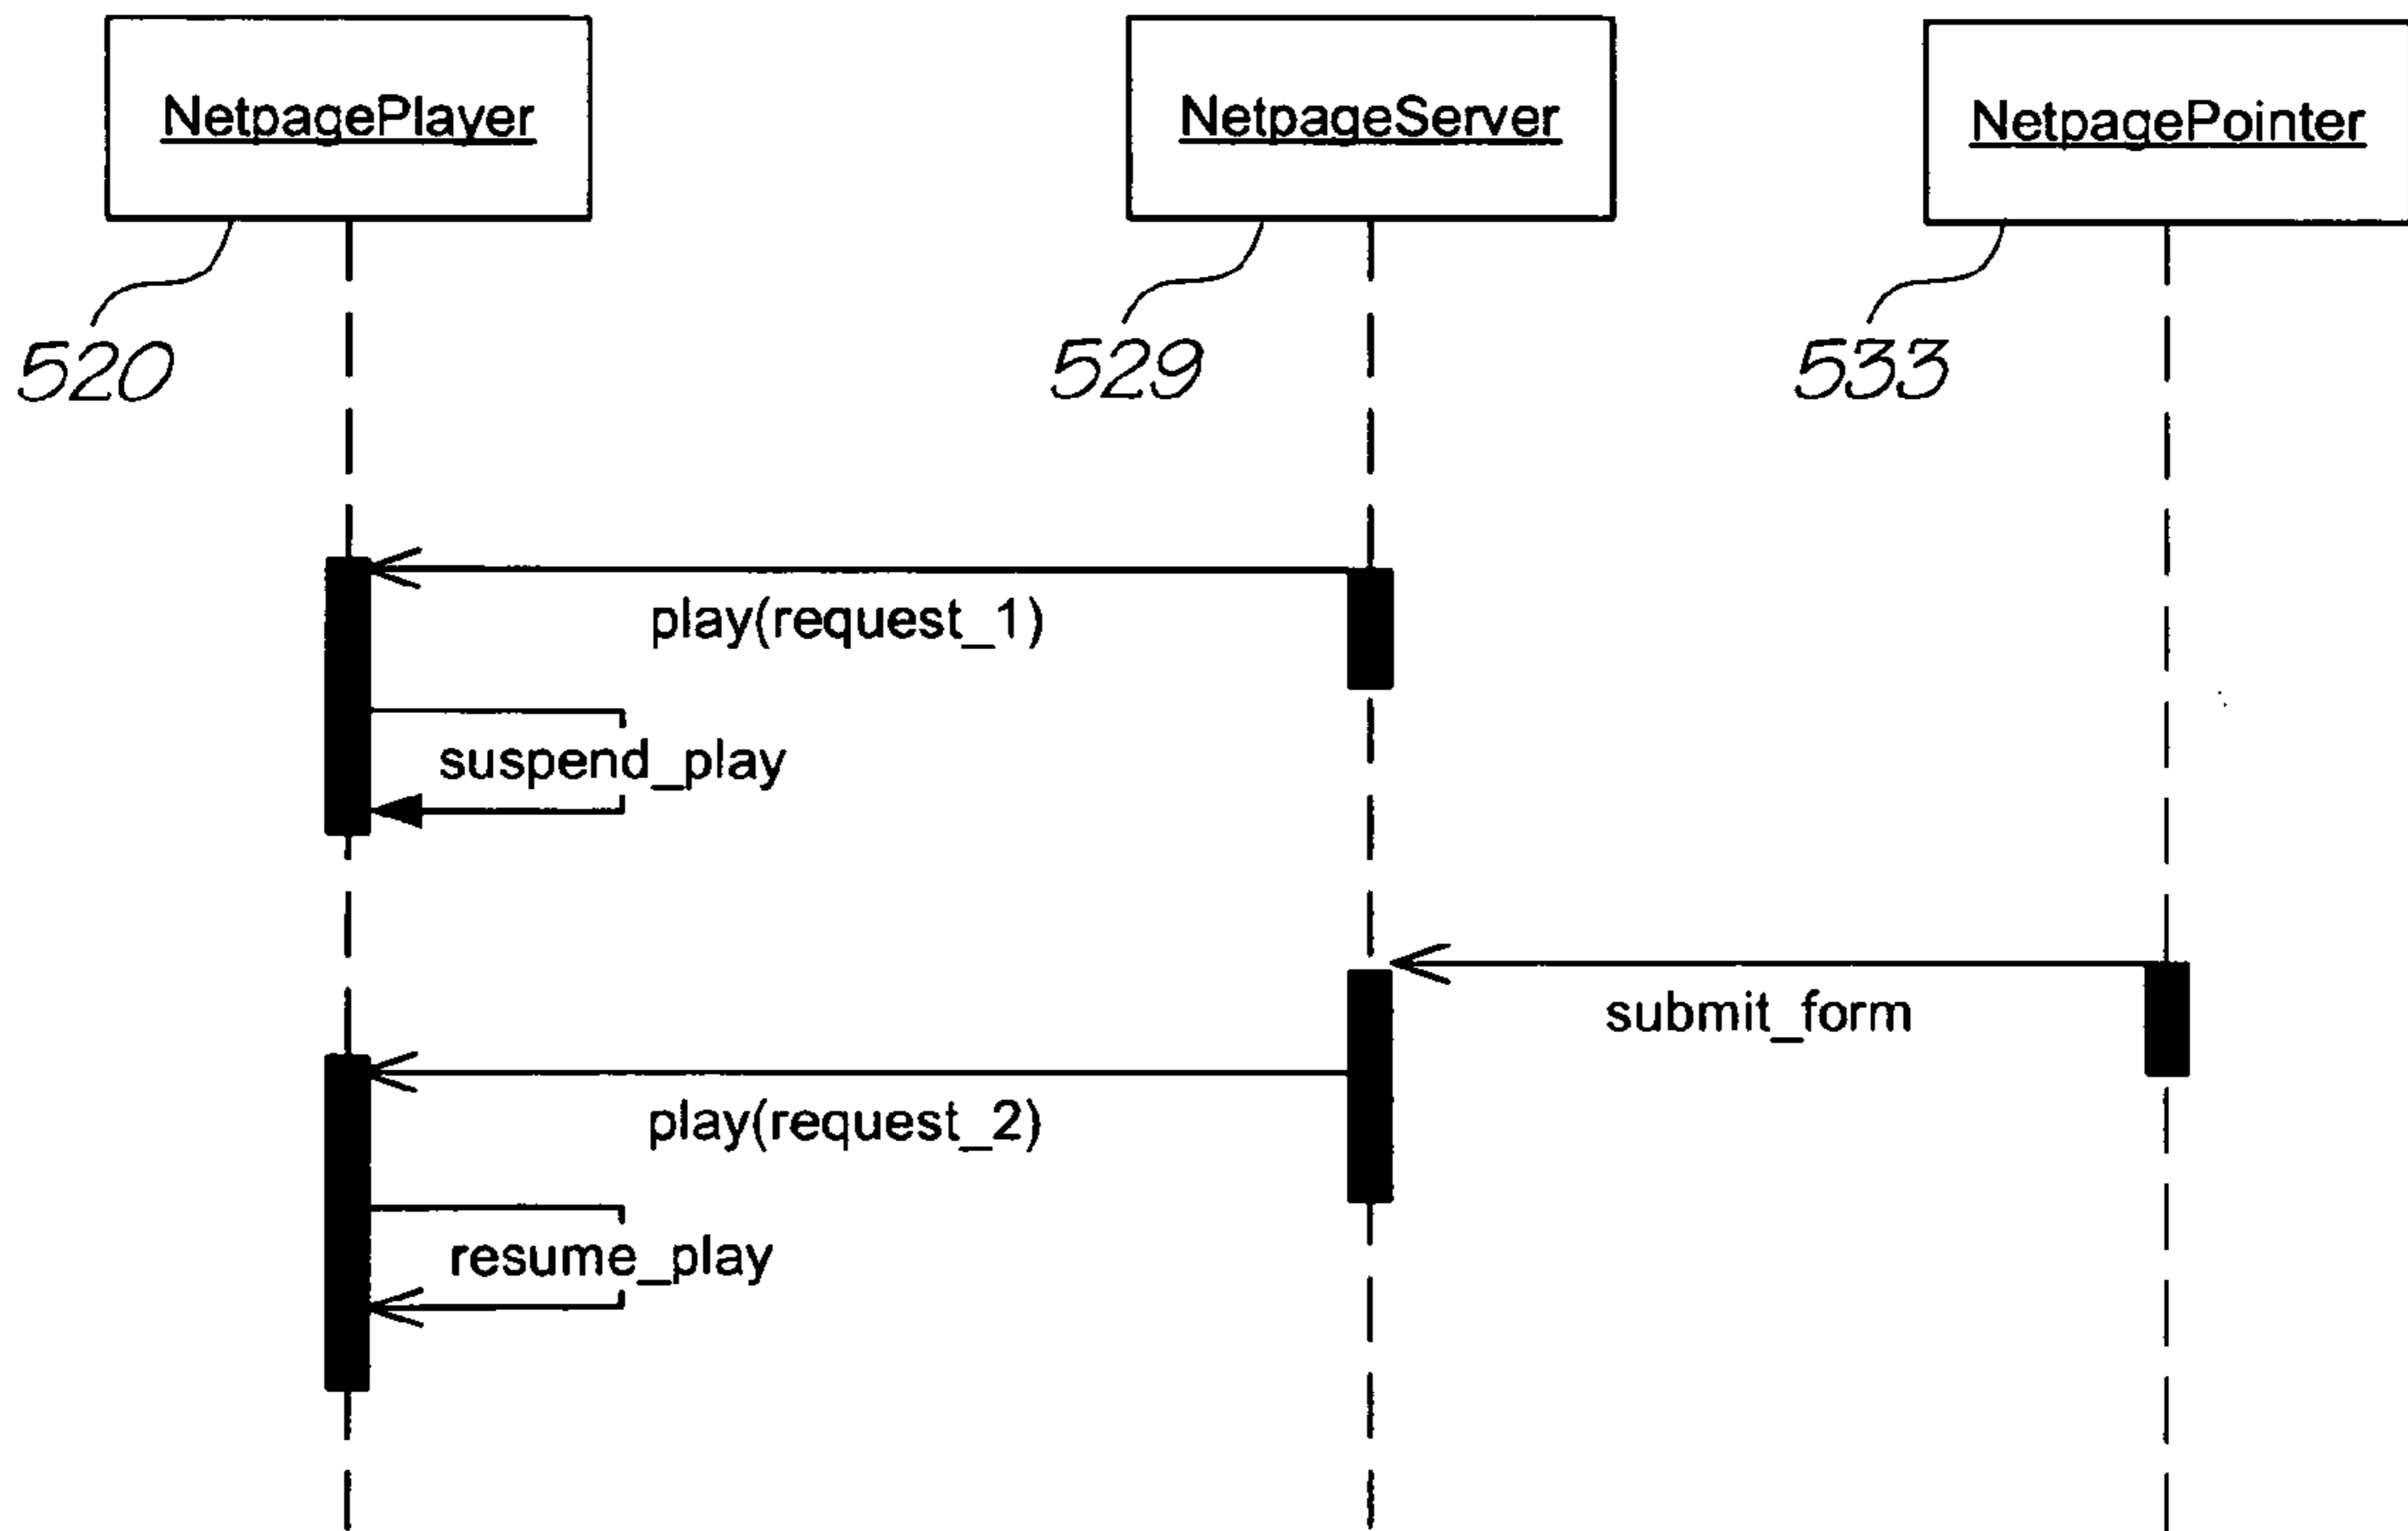 NetpagePlayer
NetpageServer
NetpagePointer
520
529
533
play(request_1)
suspend_play
submit_form
play(request_2)
resume_play